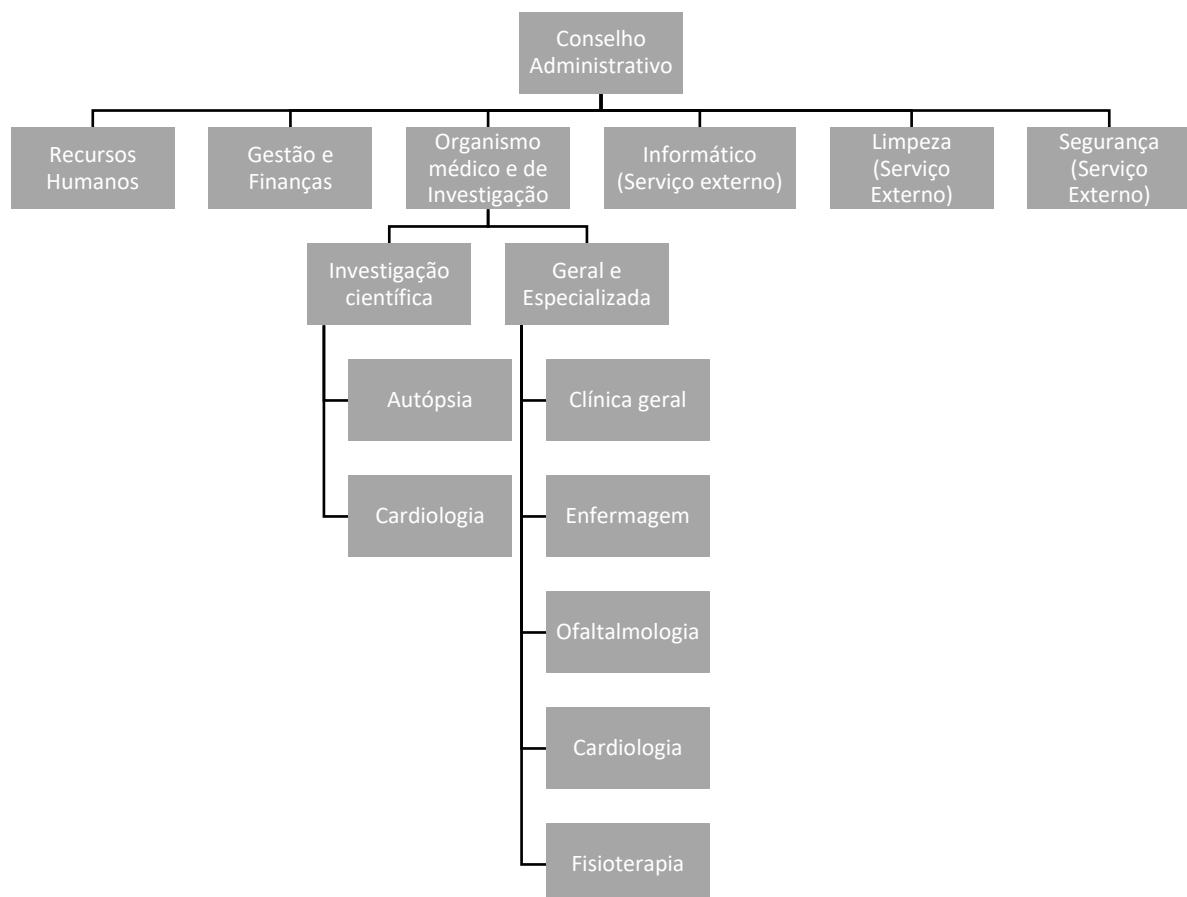 Conselho
Administrativo
Recursos
Humanos
Gestão e
Finanças
Organismo
médico e de
Investigação
Informático
(Serviço externo)
Limpeza
(Serviço
Externo)
Segurança
(Serviço
Externo)
Investigação
científica
Geral e
Especializada
Autópsia
Clínica geral
Cardiologia
Enfermagem
Ofaltalmologia
Cardiologia
Fisioterapia